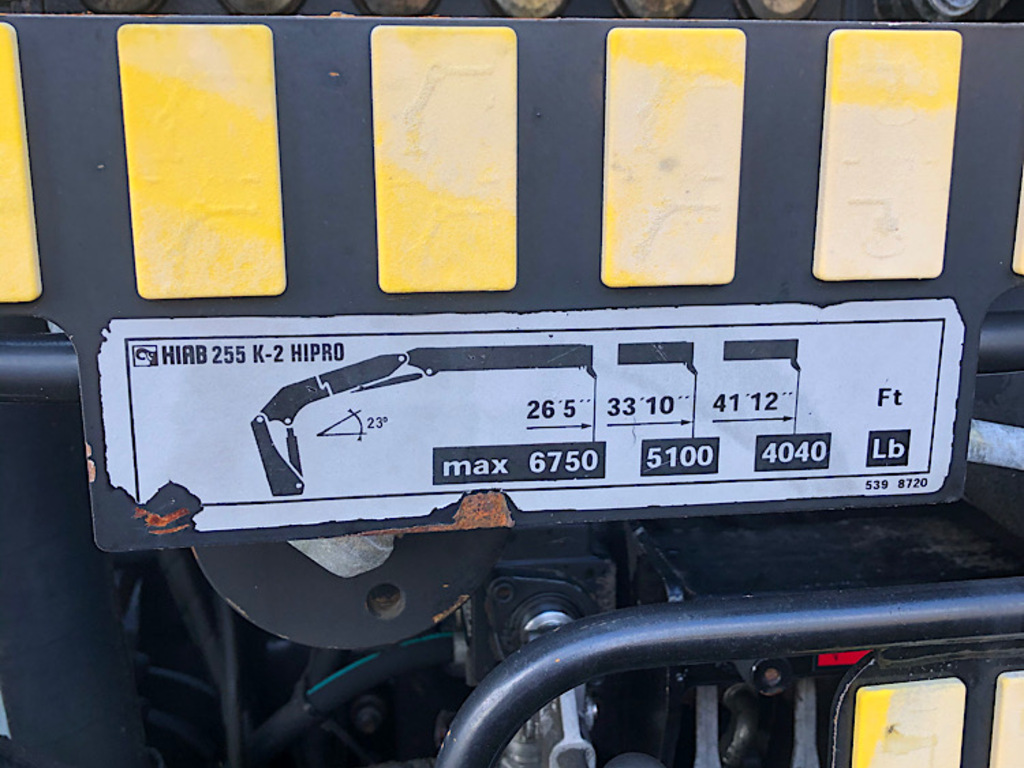 HIAB 255 K-2 HIPRO
23°
26'5" 33'10" 41'12" Ft
max 6750 5100 4040 Lb
539 8720